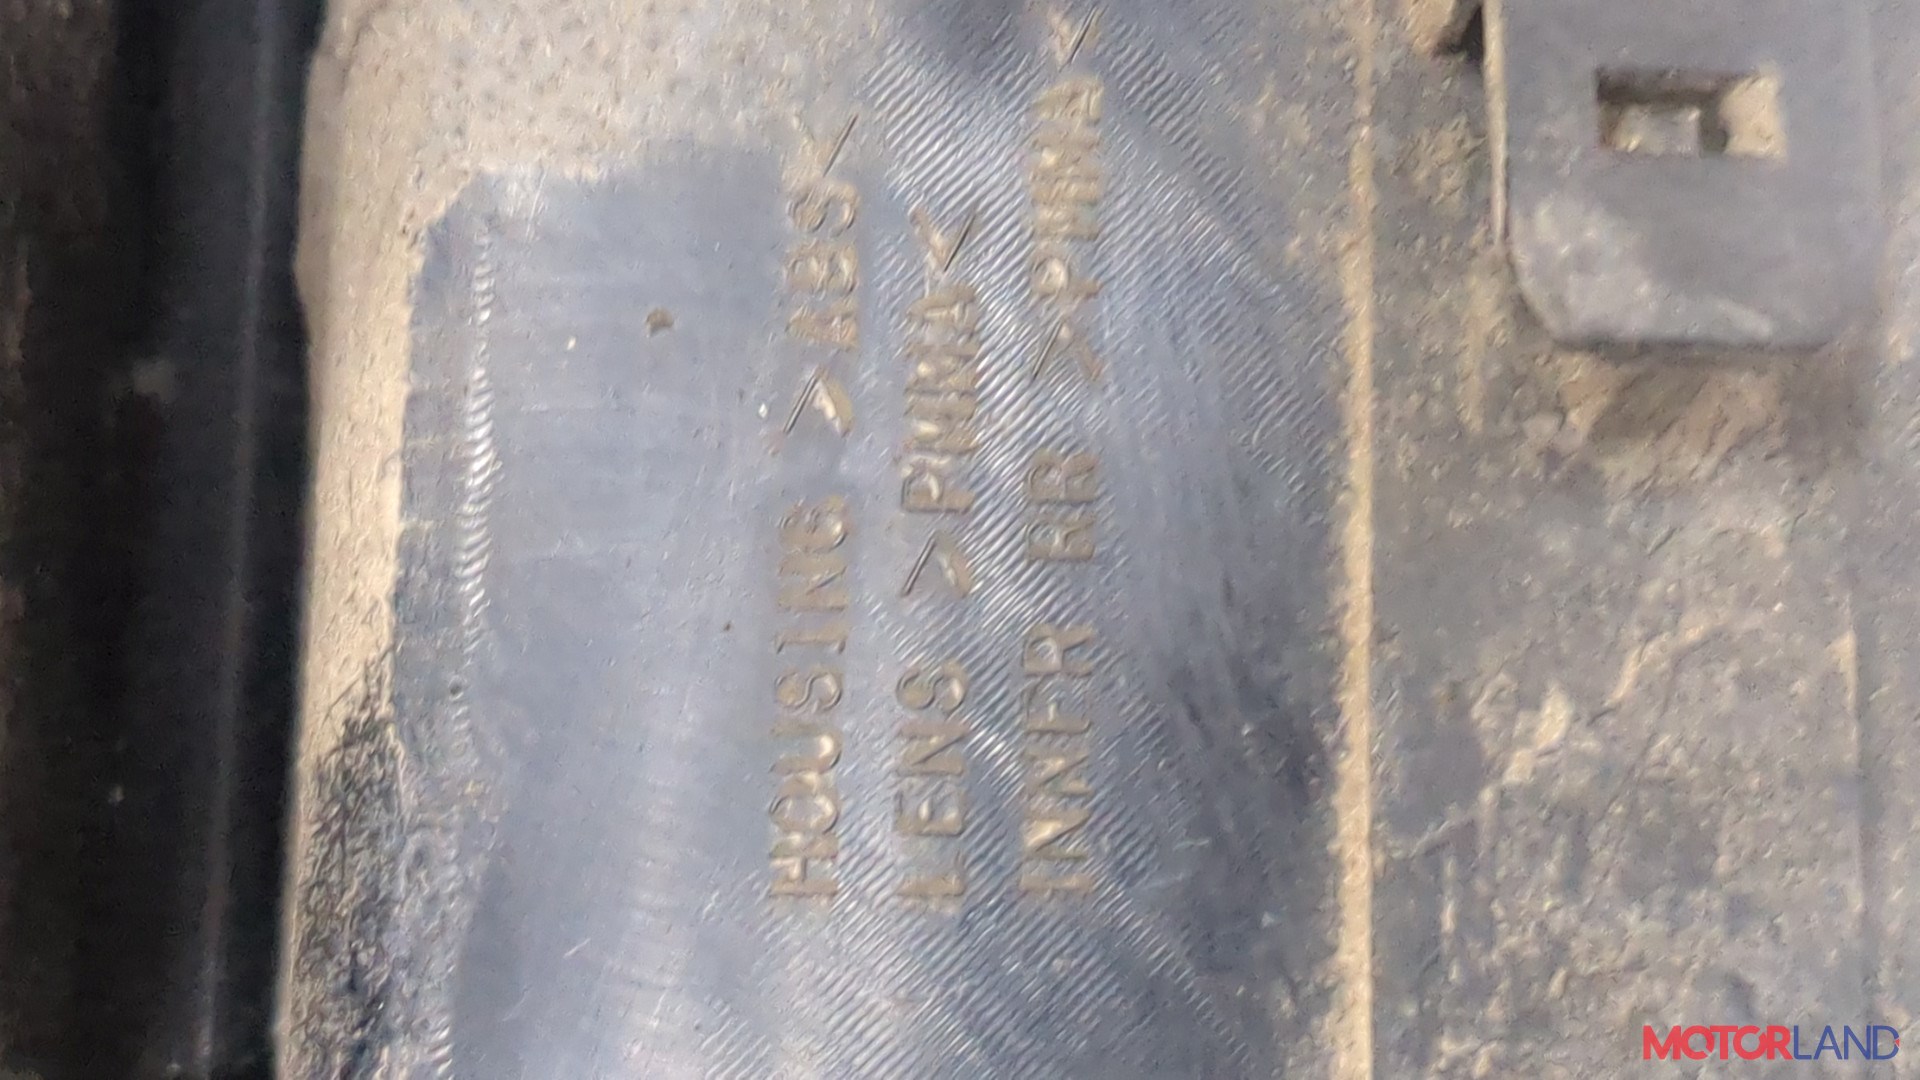 HOUSING >ABS<
LENS >PMMA<
INNER RR >PMMA<
MOTORLAND